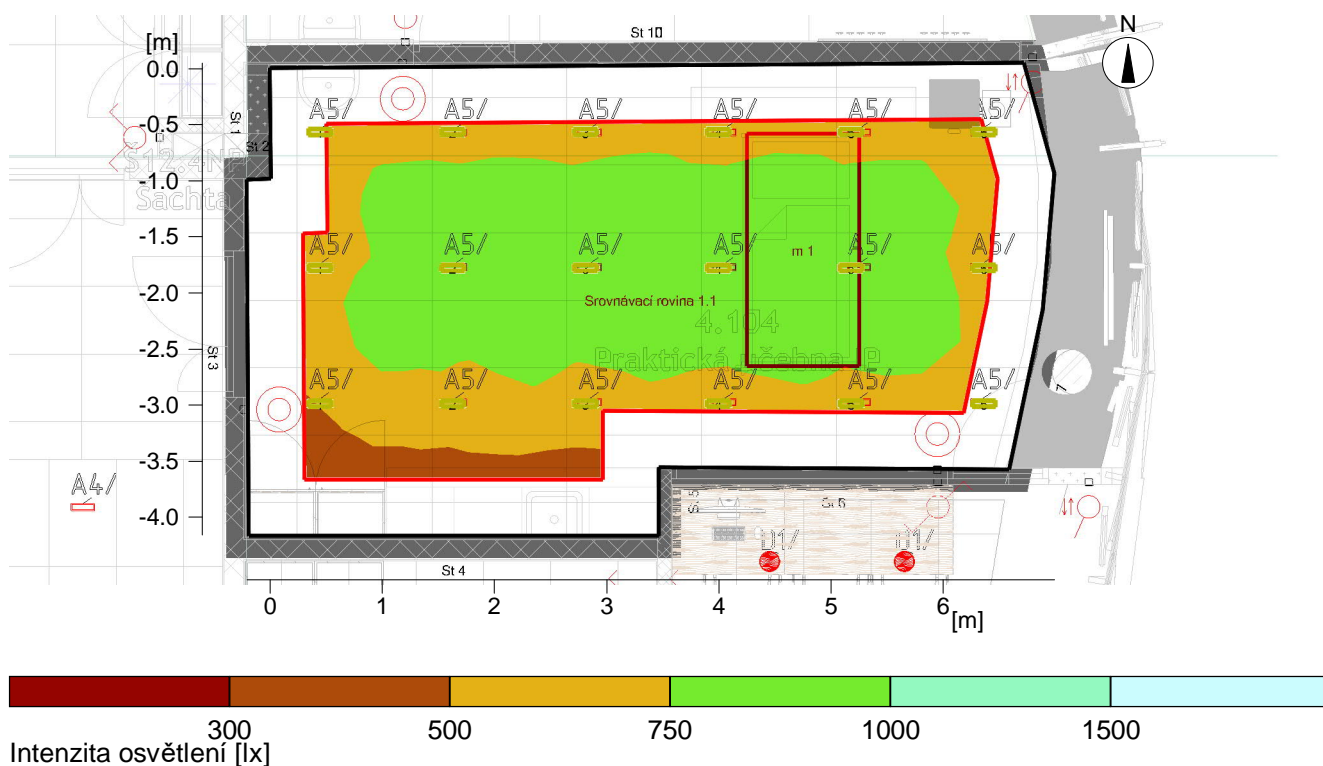 St 1
N
[m]
0.0
A5/ A5/ A5/ A5/ A5/ A5/
-0.5
St 1
St 2
S12.4NP
-1.0
Šachta
-1.5
A5/ A5/ A5/ A5/ A5/ A5/
m 1
-2.0
Srovnávací rovina 1.1
4.104
-2.5
St 3
Praktická učebna IP
A5/ A5/ A5/ A5/ A5/ A5/
-3.0
-3.5
A4/
St 5
St 6
-4.0
D1/ D1/
St 4
0 1 2 3 4 5 6 [m]
300 500 750 1000 1500
Intenzita osvětlení [lx]